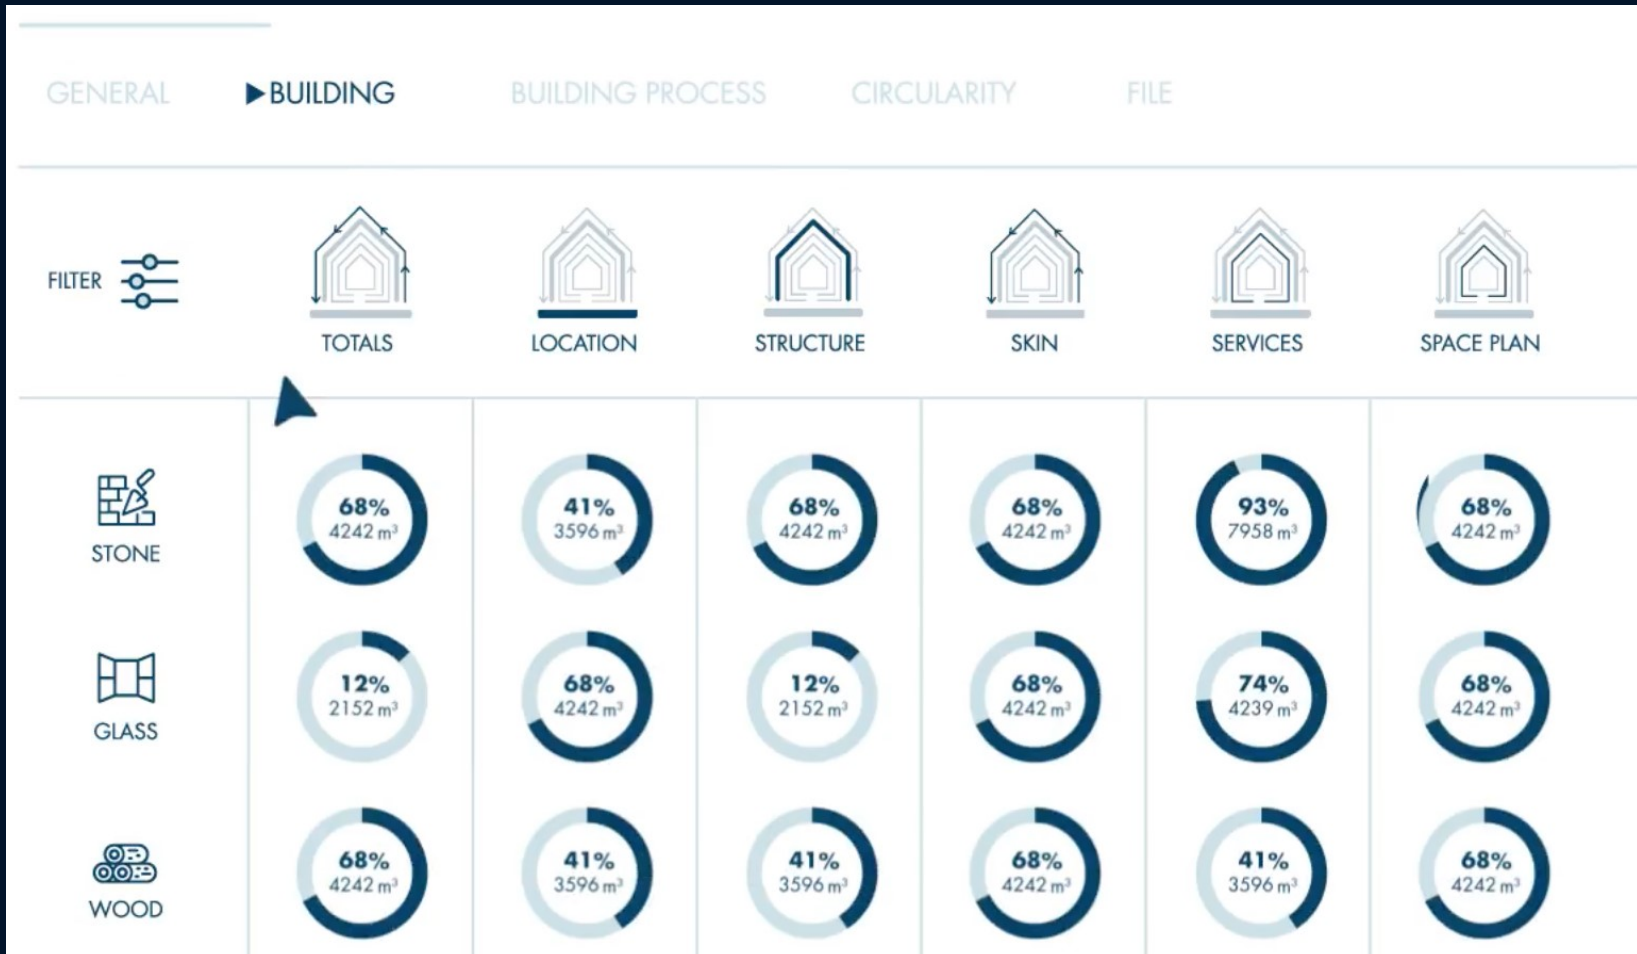 GENERAL
▶BUILDING
BUILDING PROCESS
CIRCULARITY
FILE
FILTER
TOTALS
LOCATION
STRUCTURE
SKIN
SERVICES
SPACE PLAN
STONE
68%
4242 m³
41%
3596 m³
68%
4242 m³
68%
4242 m³
93%
7958 m³
68%
4242 m³
GLASS
12%
2152 m³
68%
4242 m³
12%
2152 m³
68%
4242 m³
74%
4239 m³
68%
4242 m³
WOOD
68%
4242 m³
41%
3596 m³
41%
3596 m³
68%
4242 m³
41%
3596 m³
68%
4242 m³